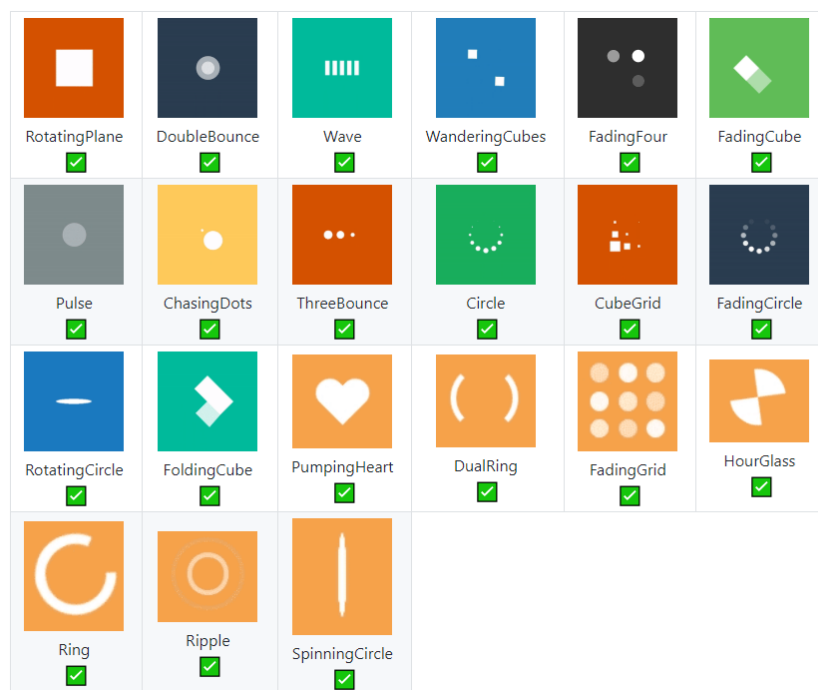 RotatingPlane
DoubleBounce
Wave
WanderingCubes
FadingFour
FadingCube
Pulse
ChasingDots
ThreeBounce
Circle
CubeGrid
FadingCircle
RotatingCircle
FoldingCube
PumpingHeart
DualRing
FadingGrid
HourGlass
Ring
Ripple
SpinningCircle